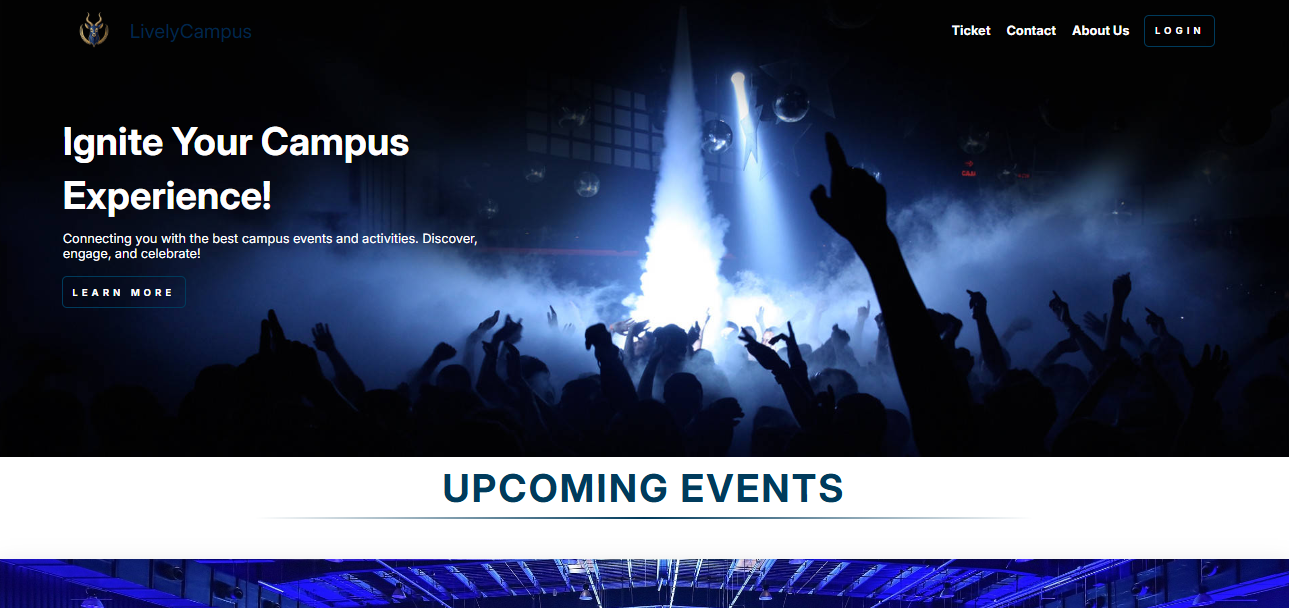 LivelyCampus
Ticket
Contact
About Us
LOGIN
Ignite Your Campus
Experience!
Connecting you with the best campus events and activities. Discover,
engage, and celebrate!
LEARN MORE
UPCOMING EVENTS